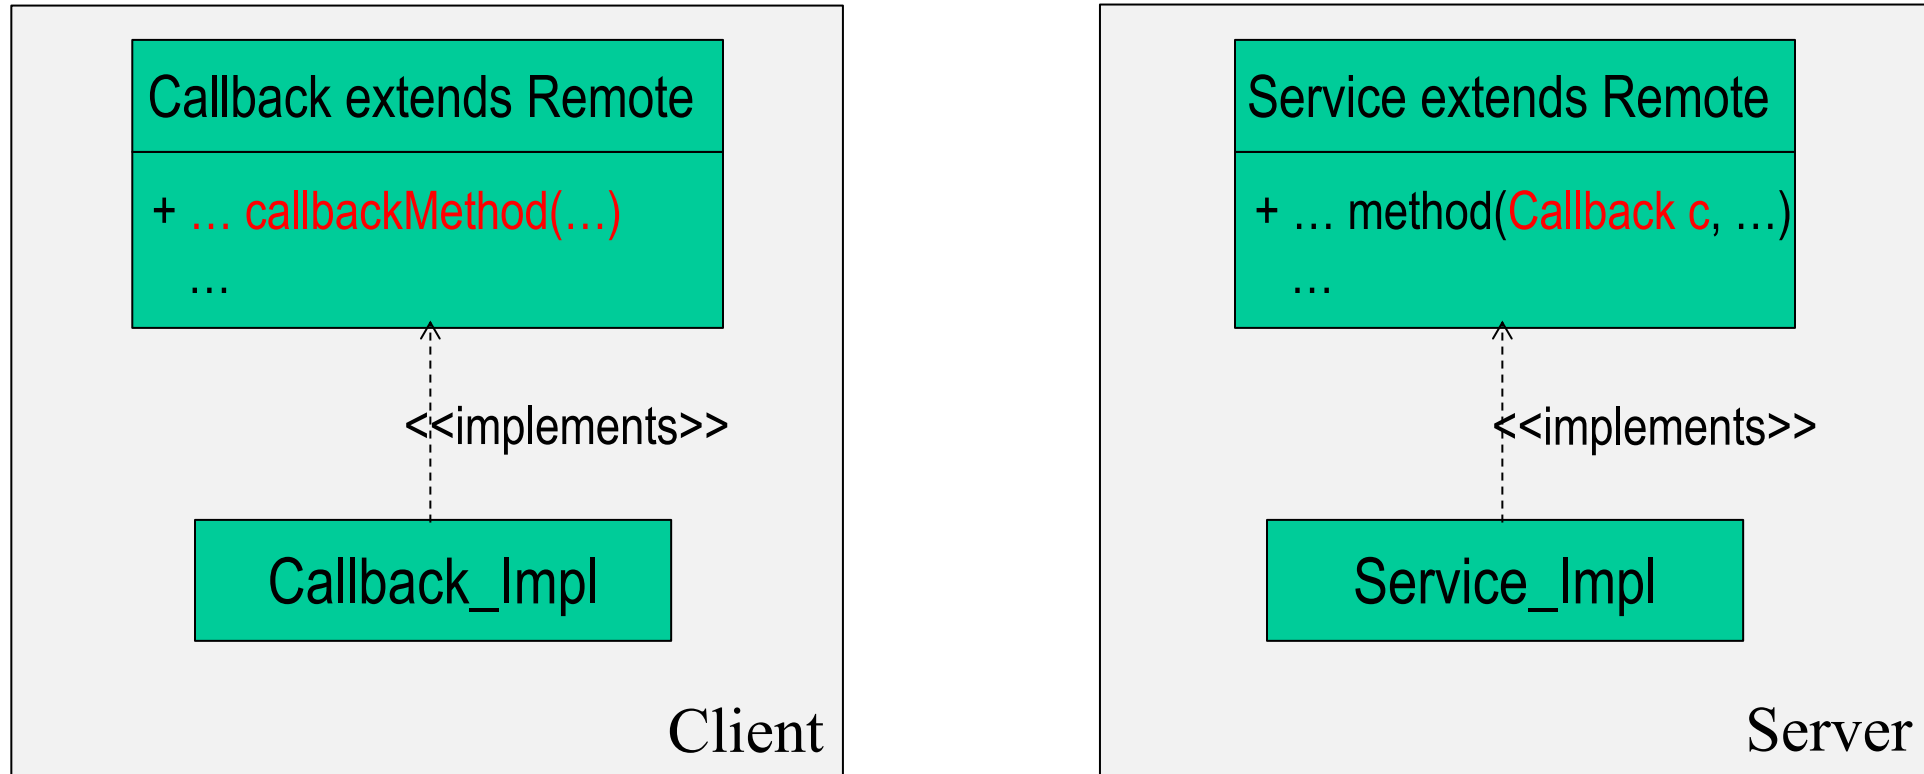 Callback extends Remote
+ … callbackMethod(…)
…
<<implements>>
Callback_Impl
Client
Service extends Remote
+ … method(Callback c, …)
…
<<implements>>
Service_Impl
Server